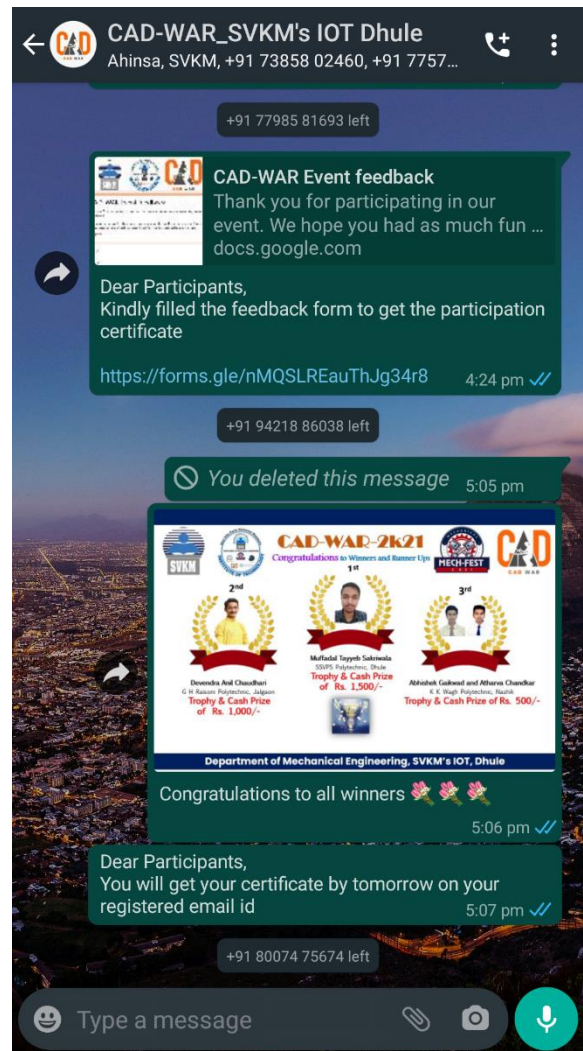 CAD-WAR_SVKM's IOT Dhule
Ahinsa, SVKM, +91 73858 02460, +91 7757...
+91 77985 81693 left
CAD-WAR Event feedback
Thank you for participating in our
event. We hope you had as much fun ...
docs.google.com
Dear Participants,
Kindly filled the feedback form to get the participation
certificate
https://forms.gle/nMQSLREauThJg34r8
4:24 pm
+91 94218 86038 left
You deleted this message
5:05 pm
SVKM
CAD-WAR-2K21
Congratulations to Winners and Runner Ups
MECH-FEST
CAD
CAD WAR
1st
2nd
3rd
Muffadal Tayyeb Sakriwala
SSVPS Polytechnic, Dhule
Trophy & Cash Prize
of Rs. 1,500/-
Devendra Anil Chaudhari
G H Raisoni Polytechnic, Jalgaon
Trophy & Cash Prize
of Rs. 1,000/-
Abhishek Gaikwad and Atharva Chandkar
K K Wagh Polytechnic, Nashik
Trophy & Cash Prize of Rs. 500/-
Department of Mechanical Engineering, SVKM's IOT, Dhule
Congratulations to all winners 💐 💐 💐
5:06 pm
Dear Participants,
You will get your certificate by tomorrow on your
registered email id
5:07 pm
+91 80074 75674 left
Type a message